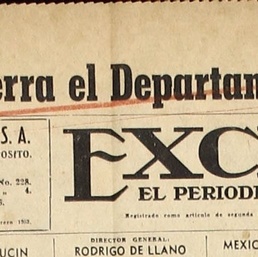 erra el Departan
S. A.
OSITO.
No. 228.
" 4.
EXC
EL PERIODI
Registrado como artículo de segunda
DIRECTOR GENERAL:
UCIN
RODRIGO DE LLANO
MEXIC